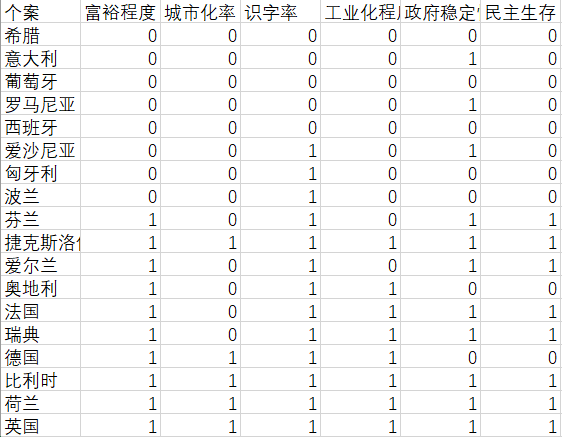 个案 富裕程度 城市化率 识字率 工业化程 政府稳定 民主生存
希腊 0 0 0 0 0 0
意大利 0 0 0 0 1 0
葡萄牙 0 0 0 0 0 0
罗马尼亚 0 0 0 0 1 0
西班牙 0 0 0 0 0 0
爱沙尼亚 0 0 1 0 1 0
匈牙利 0 0 1 0 0 0
波兰 0 0 1 0 0 0
芬兰 1 0 1 0 1 1
捷克斯洛 1 1 1 1 1 1
爱尔兰 1 0 1 0 1 1
奥地利 1 0 1 1 0 0
法国 1 0 1 1 1 1
瑞典 1 0 1 1 1 1
德国 1 1 1 1 0 0
比利时 1 1 1 1 1 1
荷兰 1 1 1 1 1 1
英国 1 1 1 1 1 1